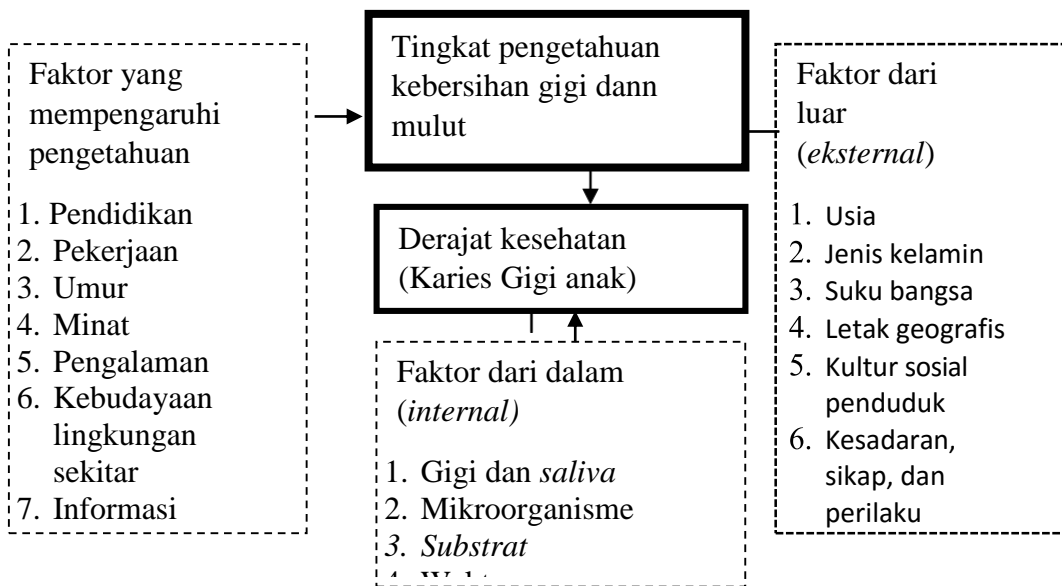 Faktor yang
mempengaruhi
pengetahuan
1. Pendidikan
2. Pekerjaan
3. Umur
4. Minat
5. Pengalaman
6. Kebudayaan
lingkungan
sekitar
7. Informasi
Tingkat pengetahuan
kebersihan gigi dann
mulut
Derajat kesehatan
(Karies Gigi anak)
Faktor dari dalam
(internal)
1. Gigi dan saliva
2. Mikroorganisme
3. Substrat
Faktor dari
luar
(eksternal)
1. Usia
2. Jenis kelamin
3. Suku bangsa
4. Letak geografis
5. Kultur sosial
penduduk
6. Kesadaran,
sikap, dan
perilaku